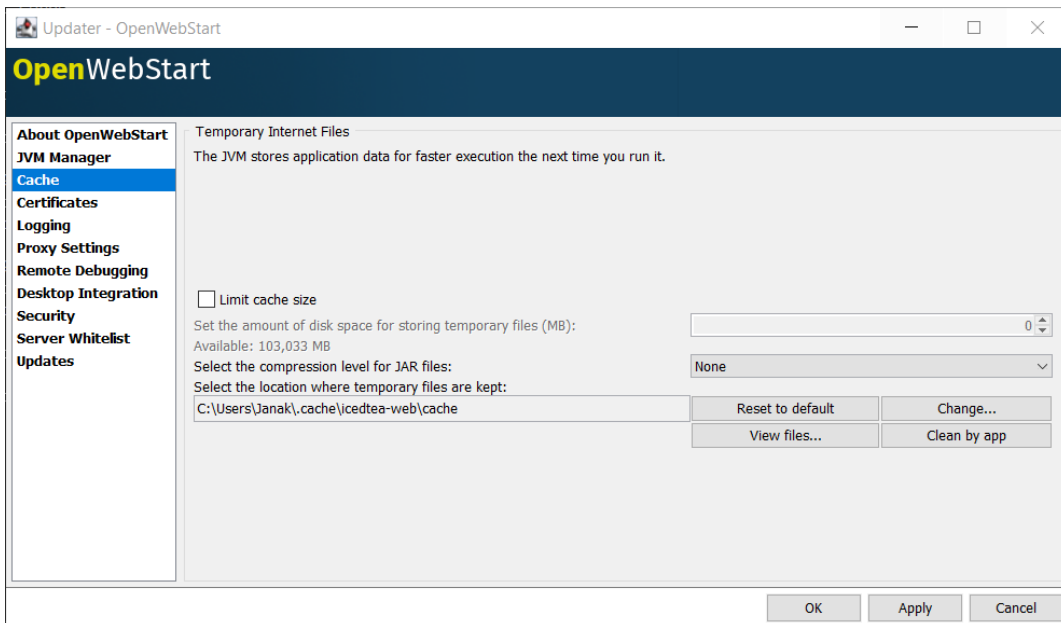 Updater - OpenWebStart
OpenWebStart
About OpenWebStart
JVM Manager
Cache
Certificates
Logging
Proxy Settings
Remote Debugging
Desktop Integration
Security
Server Whitelist
Updates
Temporary Internet Files
The JVM stores application data for faster execution the next time you run it.
Limit cache size
Set the amount of disk space for storing temporary files (MB): 0
Available: 103,033 MB
Select the compression level for JAR files: None
Select the location where temporary files are kept:
C:\Users\Janak\.cache\icedtea-web\cache Reset to default Change...
View files... Clean by app
OK Apply Cancel